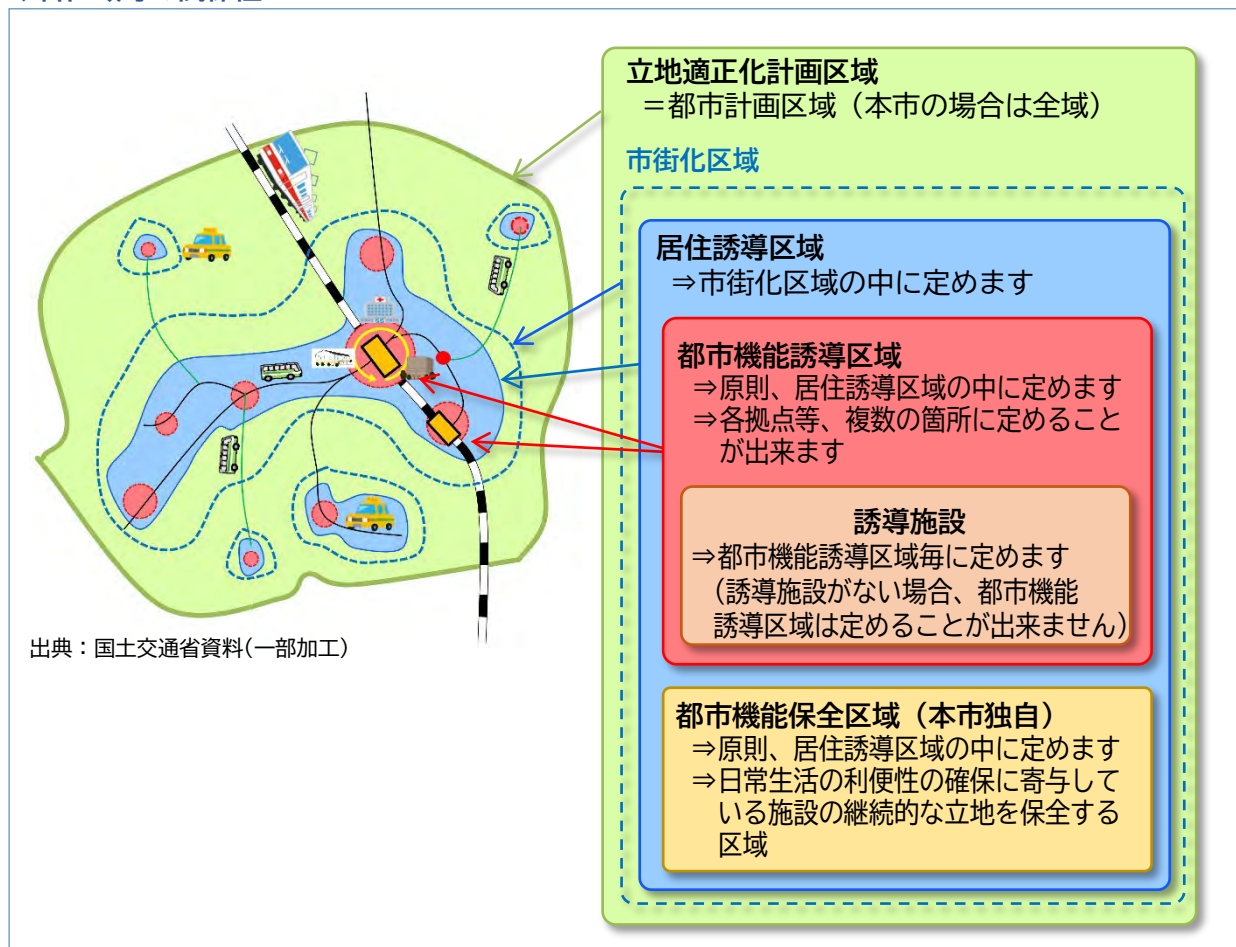 立地適正化計画区域
＝都市計画区域（本市の場合は全域）
市街化区域
居住誘導区域
⇒市街化区域の中に定めます
都市機能誘導区域
⇒原則、居住誘導区域の中に定めます
⇒各拠点等、複数の箇所に定めること
が出来ます
誘導施設
⇒都市機能誘導区域毎に定めます
（誘導施設がない場合、都市機能
誘導区域は定めることが出来ません）
都市機能保全区域（本市独自）
⇒原則、居住誘導区域の中に定めます
⇒日常生活の利便性の確保に寄与して
いる施設の継続的な立地を保全する
区域
出典：国土交通省資料(一部加工)